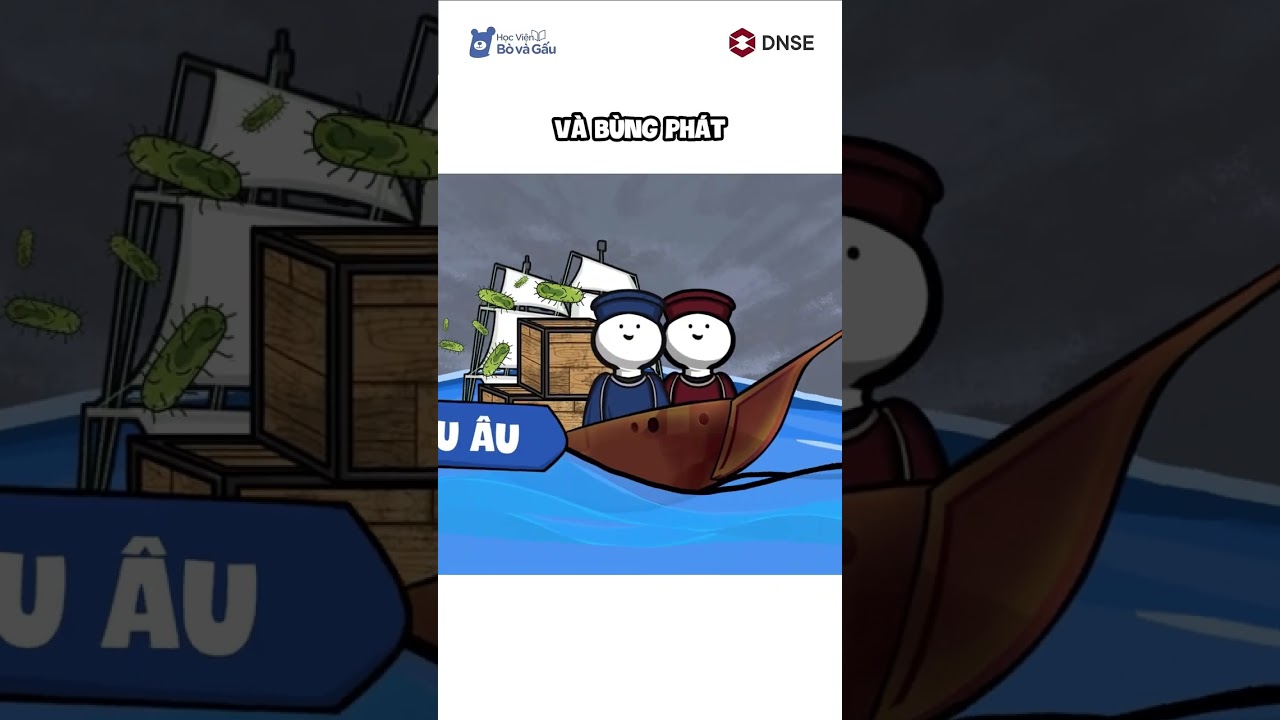 Học Viện
Bò và Gấu
DNSE
VÀ BÙNG PHÁT
U ÂU
U ÂU